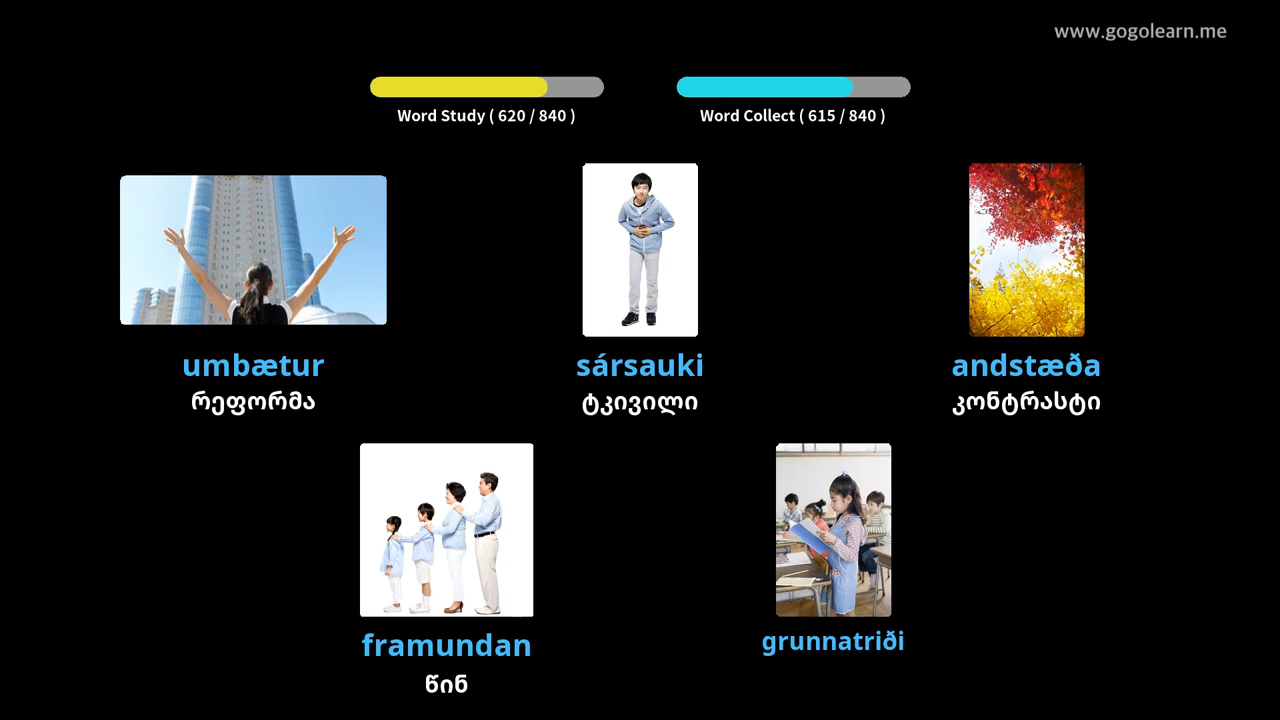 www.gogolearn.me
Word Study ( 620 / 840 )
Word Collect ( 615 / 840 )
umbætur
რეფორმა
sársauki
ტკივილი
andstæða
კონტრასტი
framundan
წინ
grunnatriði